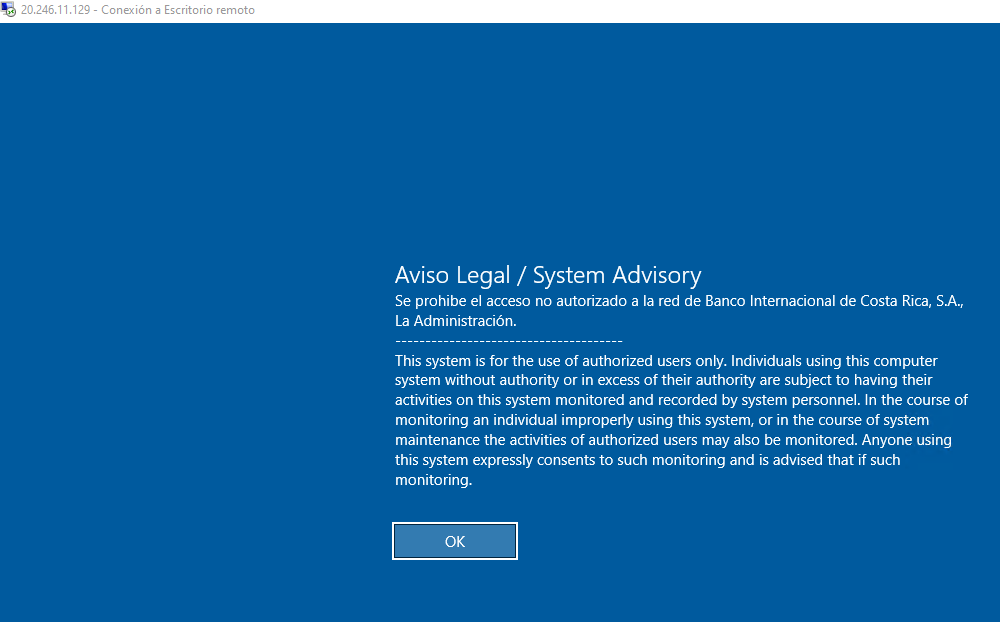 20.246.11.129 - Conexión a Escritorio remoto
Aviso Legal / System Advisory
Se prohibe el acceso no autorizado a la red de Banco Internacional de Costa Rica, S.A.,
La Administración.
--------------------------------------
This system is for the use of authorized users only. Individuals using this computer
system without authority or in excess of their authority are subject to having their
activities on this system monitored and recorded by system personnel. In the course of
monitoring an individual improperly using this system, or in the course of system
maintenance the activities of authorized users may also be monitored. Anyone using
this system expressly consents to such monitoring and is advised that if such
monitoring.
OK